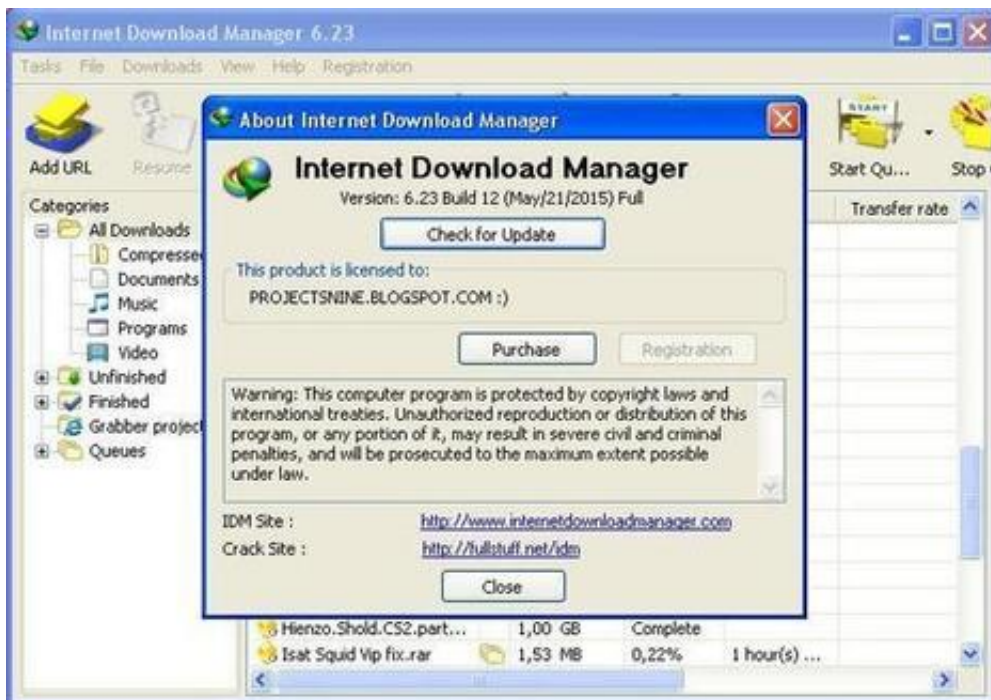 Internet Download Manager 6.23
Tasks File Downloads View Help Registration
Add URL
Resume
Start Qu...
Stop
Categories
All Downloads
Compresse
Documents
Music
Programs
Video
Unfinished
Finished
Grabber projec
Queues
Transfer rate
About Internet Download Manager
Internet Download Manager
Version: 6.23 Build 12 (May/21/2015) Full
Check for Update
This product is licensed to:
PROJECTSNINE.BLOGSPOT.COM :)
Purchase
Registration
Warning: This computer program is protected by copyright laws and
international treaties. Unauthorized reproduction or distribution of this
program, or any portion of it, may result in severe civil and criminal
penalties, and will be prosecuted to the maximum extent possible
under law.
IDM Site : http://www.internetdownloadmanager.com
Crack Site : http://fullstuff.net/idm
Close
Hienzo.Shold.CS2.part... 1,00 GB Complete
Isat Squid Vip fix.rar 1,53 MB 0,22% 1 hour(s) ...